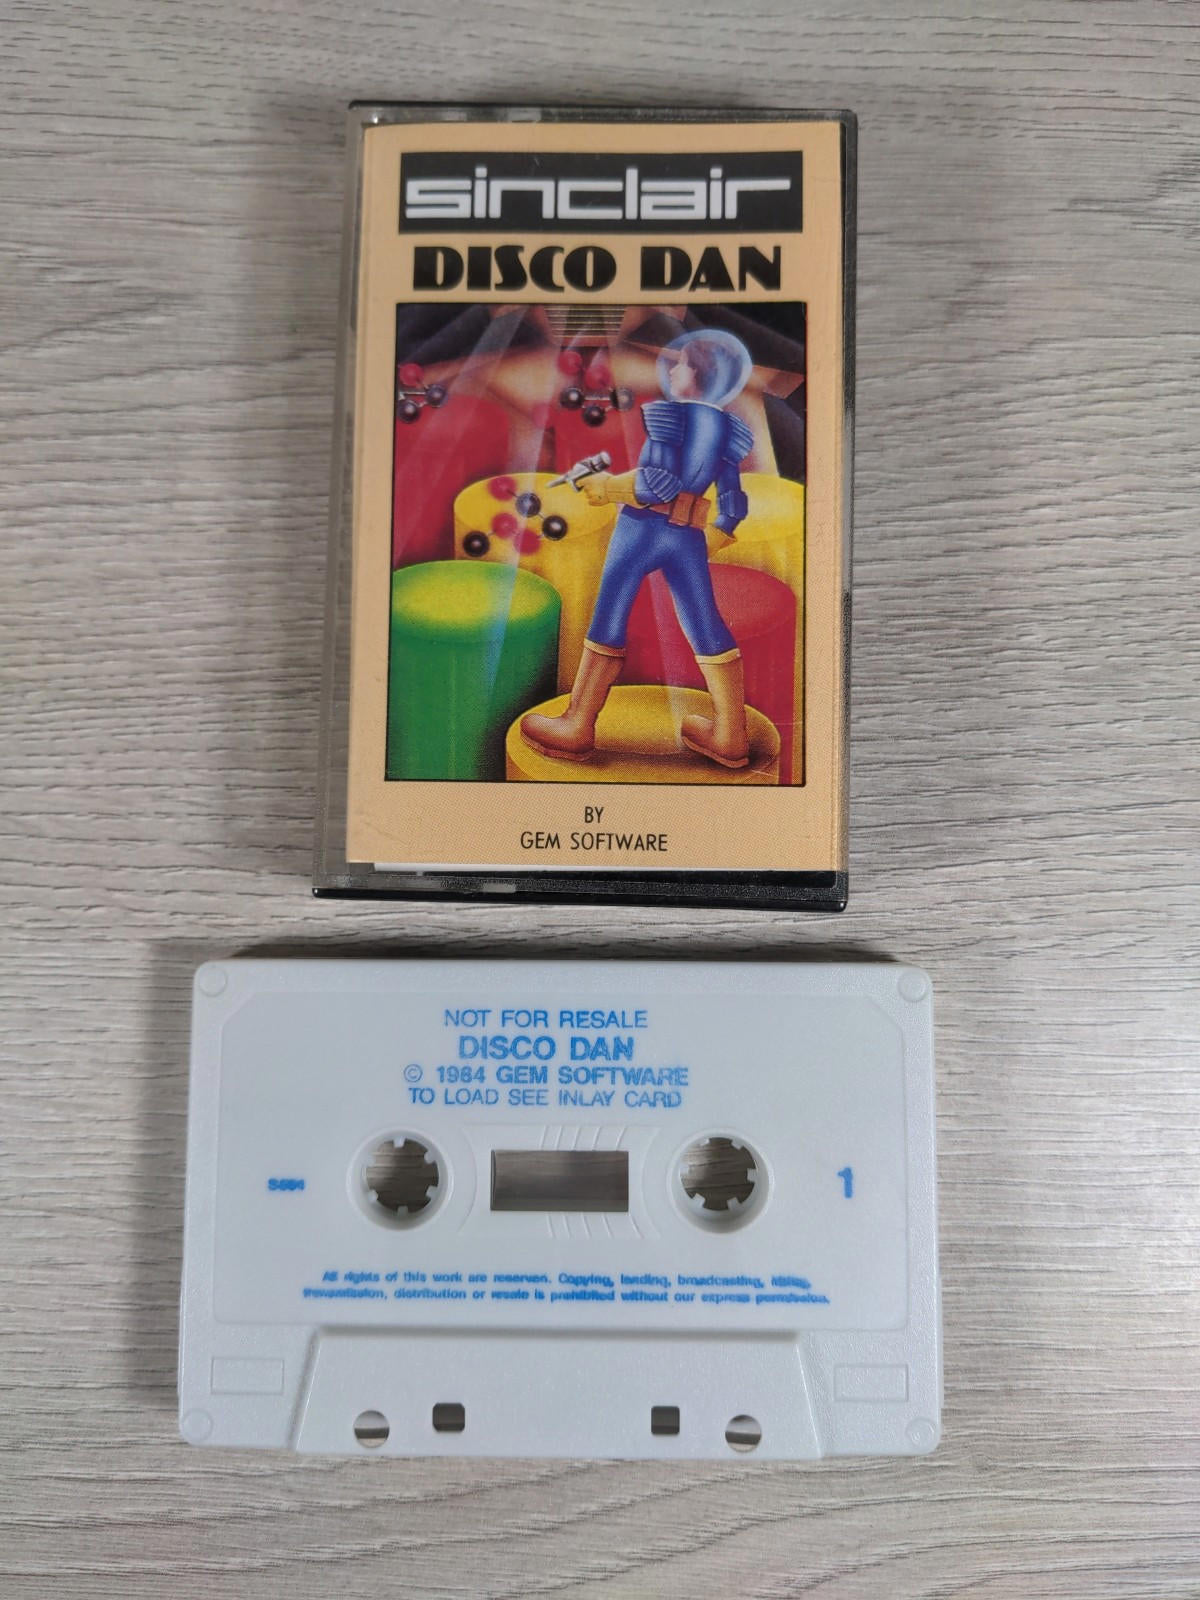 sinclair
DISCO DAN
BY
GEM SOFTWARE
NOT FOR RESALE
DISCO DAN
© 1984 GEM SOFTWARE
TO LOAD SEE INLAY CARD
1
All rights of this work are reserven. Copying, lending, broadcasting, hiring,
transmission, distribution or resale is prohibited without our express permission.